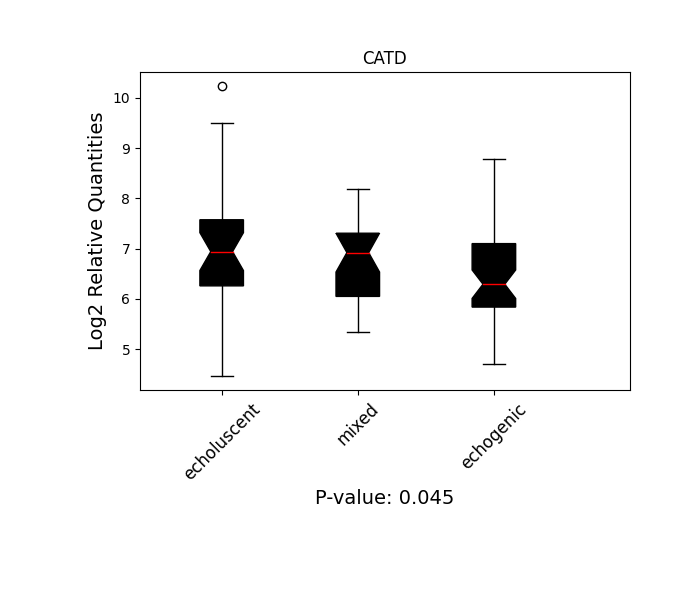 CATD
Log2 Relative Quantities
10
9
8
7
6
5
echoluscent
mixed
echogenic
P-value: 0.045